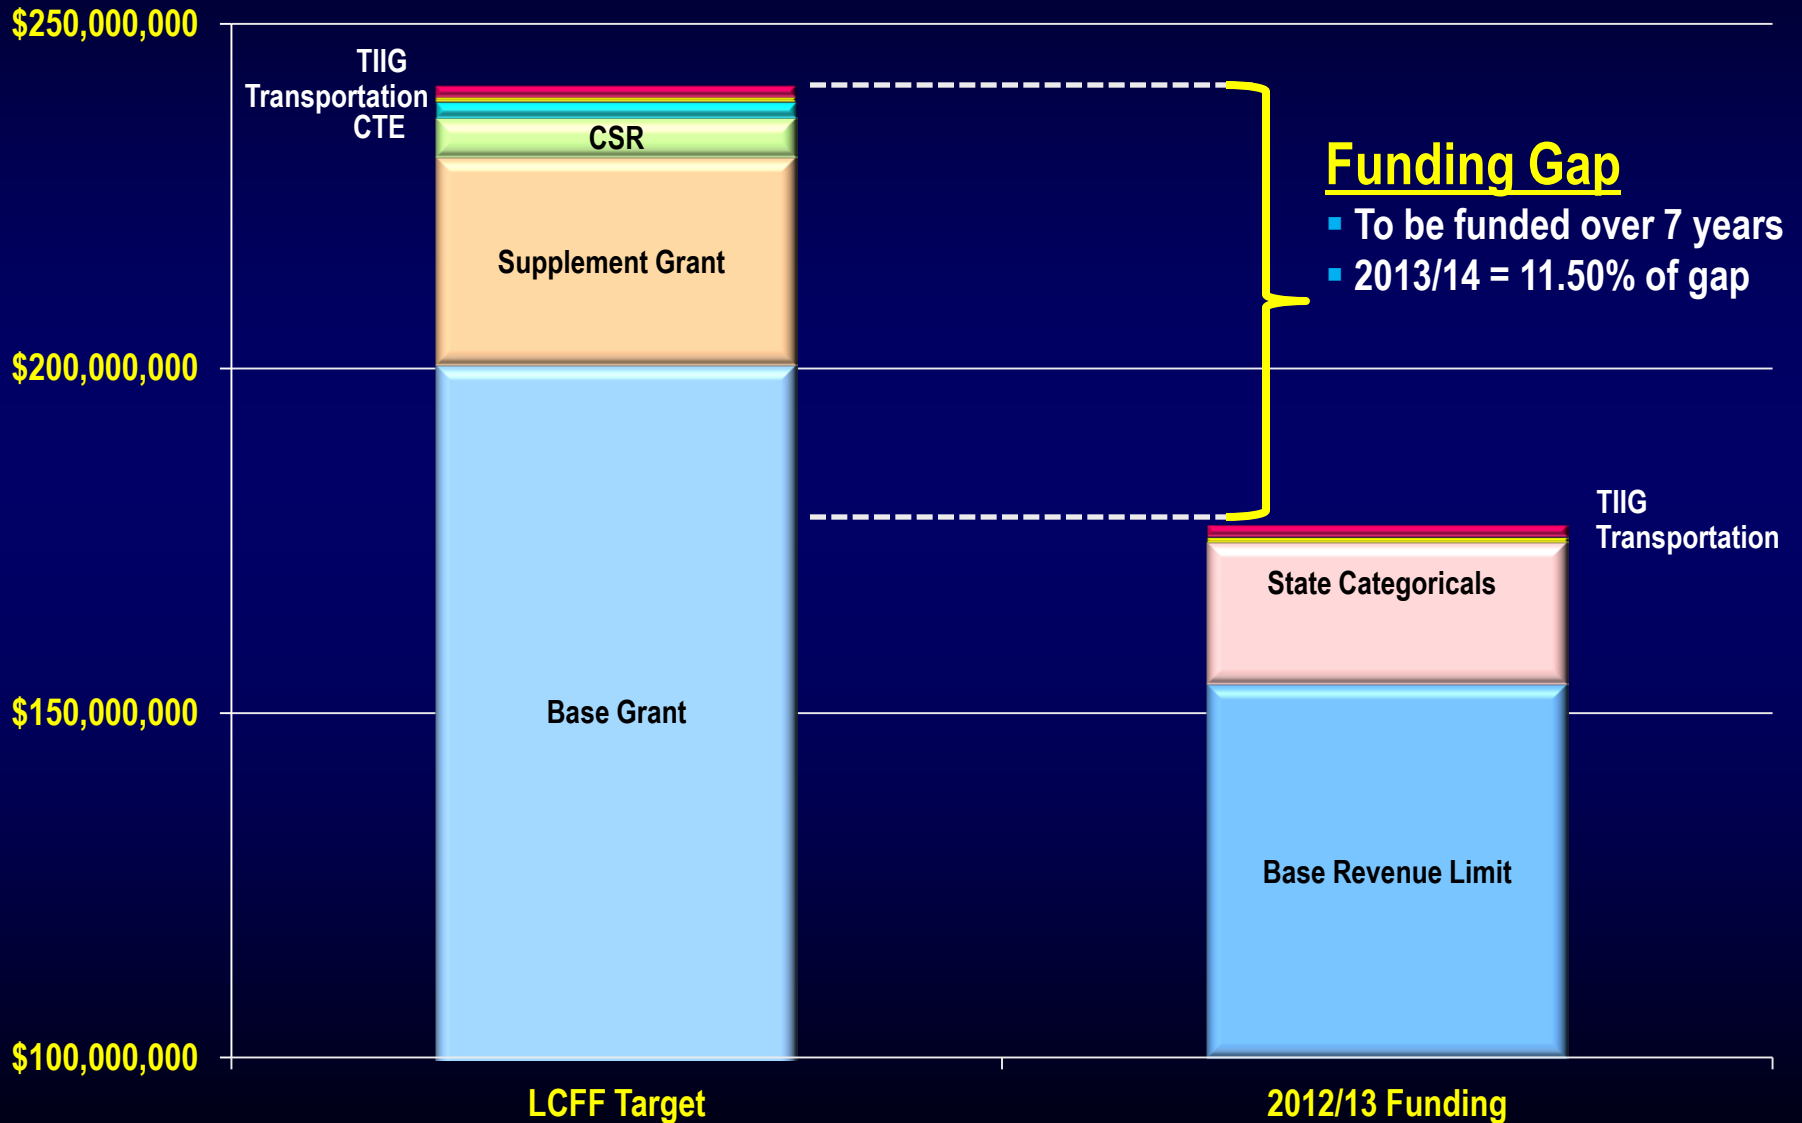 $250,000,000
TIIG
Transportation
CTE
CSR
Funding Gap
▪ To be funded over 7 years
▪ 2013/14 = 11.50% of gap
Supplement Grant
$200,000,000
TIIG
Transportation
State Categoricals
$150,000,000
Base Grant
Base Revenue Limit
$100,000,000
LCFF Target
2012/13 Funding